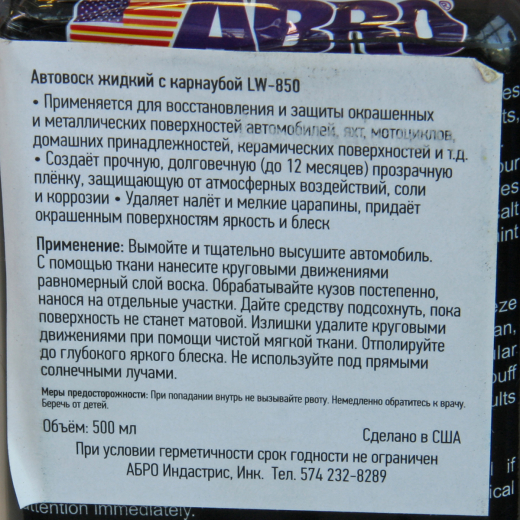 ABRO
Автовоск жидкий с карнаубой LW-850
• Применяется для восстановления и защиты окрашенных
и металлических поверхностей автомобилей, яхт, мотоциклов,
домашних принадлежностей, керамических поверхностей и т.д.
• Создаёт прочную, долговечную (до 12 месяцев) прозрачную
плёнку, защищающую от атмосферных воздействий, соли
и коррозии • Удаляет налёт и мелкие царапины, придаёт
окрашенным поверхностям яркость и блеск
Применение: Вымойте и тщательно высушите автомобиль.
С помощью ткани нанесите круговыми движениями
равномерный слой воска. Обрабатывайте кузов постепенно,
нанося на отдельные участки. Дайте средству подсохнуть, пока
поверхность не станет матовой. Излишки удалите круговыми
движениями при помощи чистой мягкой ткани. Отполируйте
до глубокого яркого блеска. Не используйте под прямыми
солнечными лучами.
Меры предосторожности: При попадании внутрь не вызывайте рвоту. Немедленно обратитесь к врачу.
Беречь от детей.
Объём: 500 мл
Сделано в США
При условии герметичности срок годности не ограничен
АБРО Индастрис, Инк. Тел. 574 232-8289
attention immediately.